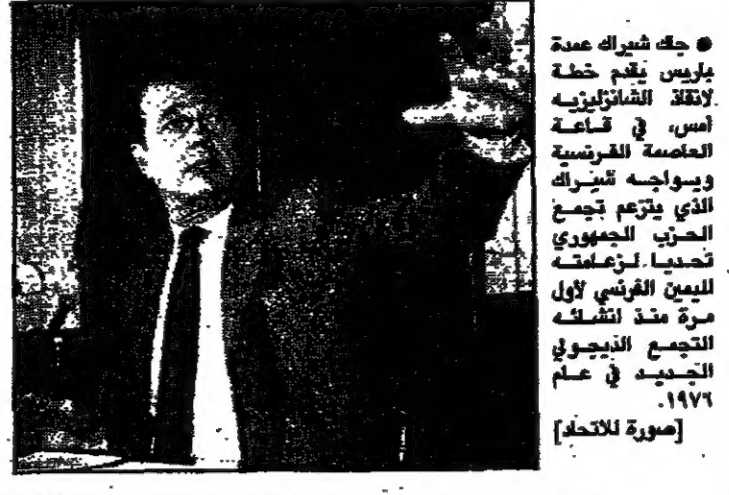 ● جاك شيراك عمدة
باريس يقدم خطة
لانقاذ الشانزليزيه
أمس، في قاعة
العاصمة الفرنسية
ويواجه شيراك
الذي يتزعم تجمع
الحزب الجمهوري
تحديا لزعامته
لليمين الفرنسي لأول
مرة منذ انشائه
التجمع الديجولي
الجديد في عام
١٩٧٦.
[صورة للاتحاد]